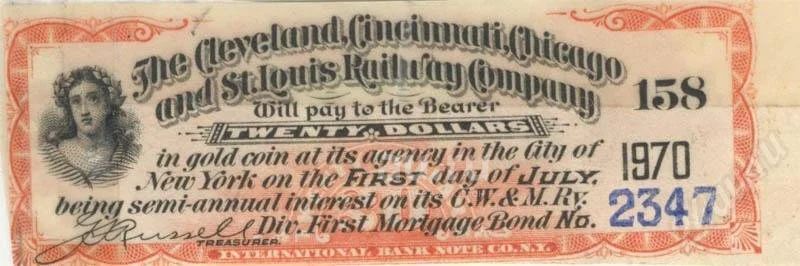 The Cleveland, Cincinnati, Chicago
and St. Louis Railway Company
158
Will pay to the Bearer
TWENTY DOLLARS
in gold coin at its agency in the City of
New York on the FIRST day of JULY,
1970
being semi-annual interest on its C.W. & M. Ry.
Div. First Mortgage Bond No.
2347
J Russell
TREASURER.
INTERNATIONAL BANK NOTE CO. N.Y.